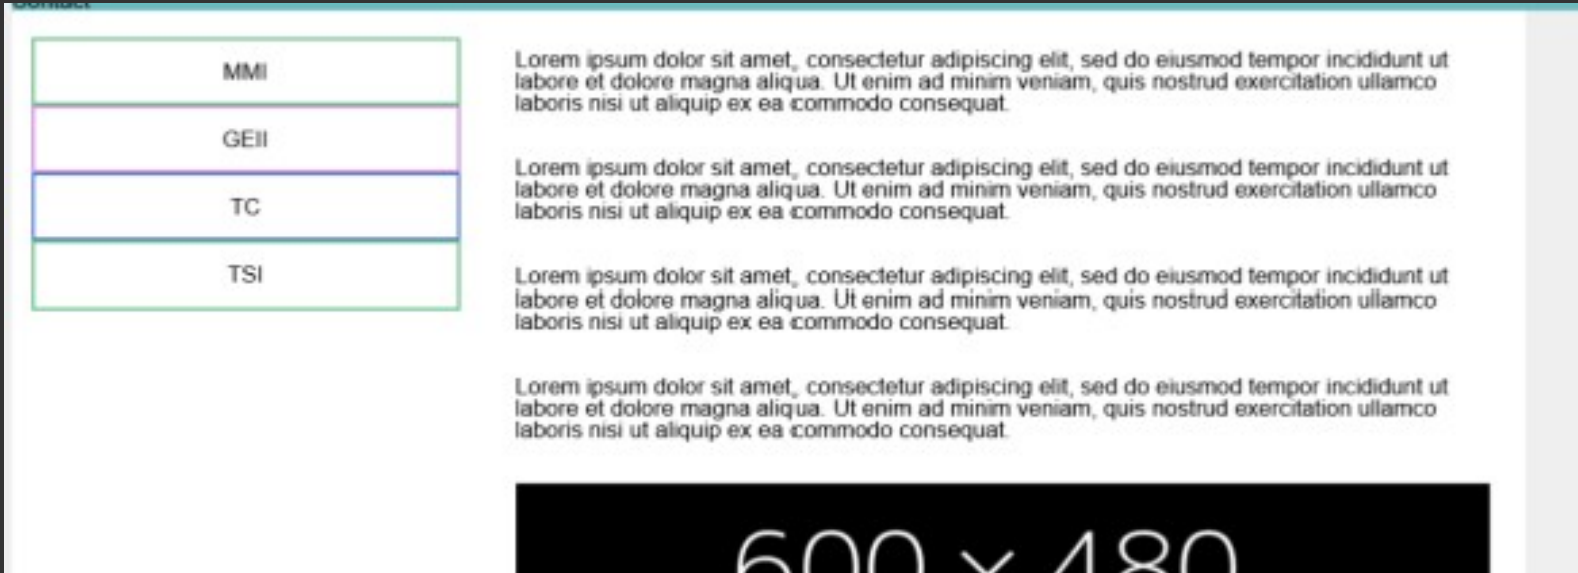 Contact
MMI
GEII
TC
TSI
Lorem ipsum dolor sit amet, consectetur adipiscing elit, sed do eiusmod tempor incididunt ut
labore et dolore magna aliqua. Ut enim ad minim veniam, quis nostrud exercitation ullamco
laboris nisi ut aliquip ex ea commodo consequat.
Lorem ipsum dolor sit amet, consectetur adipiscing elit, sed do eiusmod tempor incididunt ut
labore et dolore magna aliqua. Ut enim ad minim veniam, quis nostrud exercitation ullamco
laboris nisi ut aliquip ex ea commodo consequat.
Lorem ipsum dolor sit amet, consectetur adipiscing elit, sed do eiusmod tempor incididunt ut
labore et dolore magna aliqua. Ut enim ad minim veniam, quis nostrud exercitation ullamco
laboris nisi ut aliquip ex ea commodo consequat.
Lorem ipsum dolor sit amet, consectetur adipiscing elit, sed do eiusmod tempor incididunt ut
labore et dolore magna aliqua. Ut enim ad minim veniam, quis nostrud exercitation ullamco
laboris nisi ut aliquip ex ea commodo consequat.
600 × 480